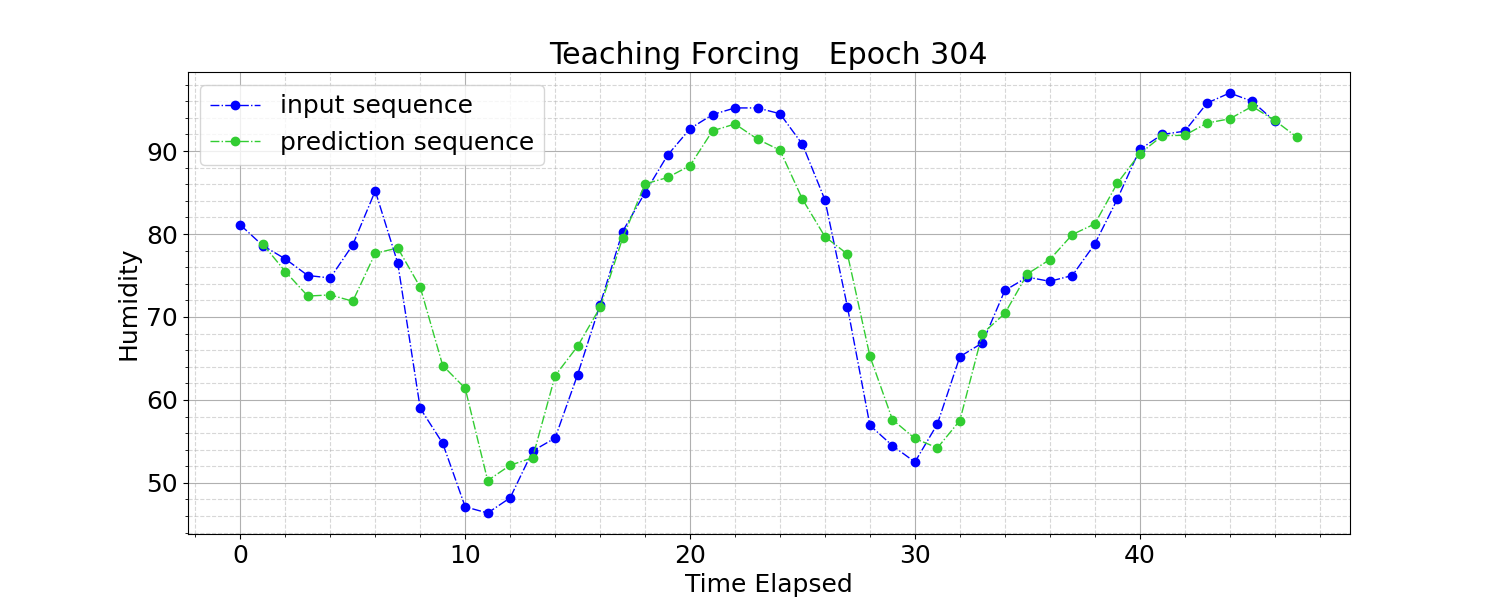 Teaching Forcing   Epoch 304
input sequence
prediction sequence
Humidity
90
80
70
60
50
0 10 20 30 40
Time Elapsed